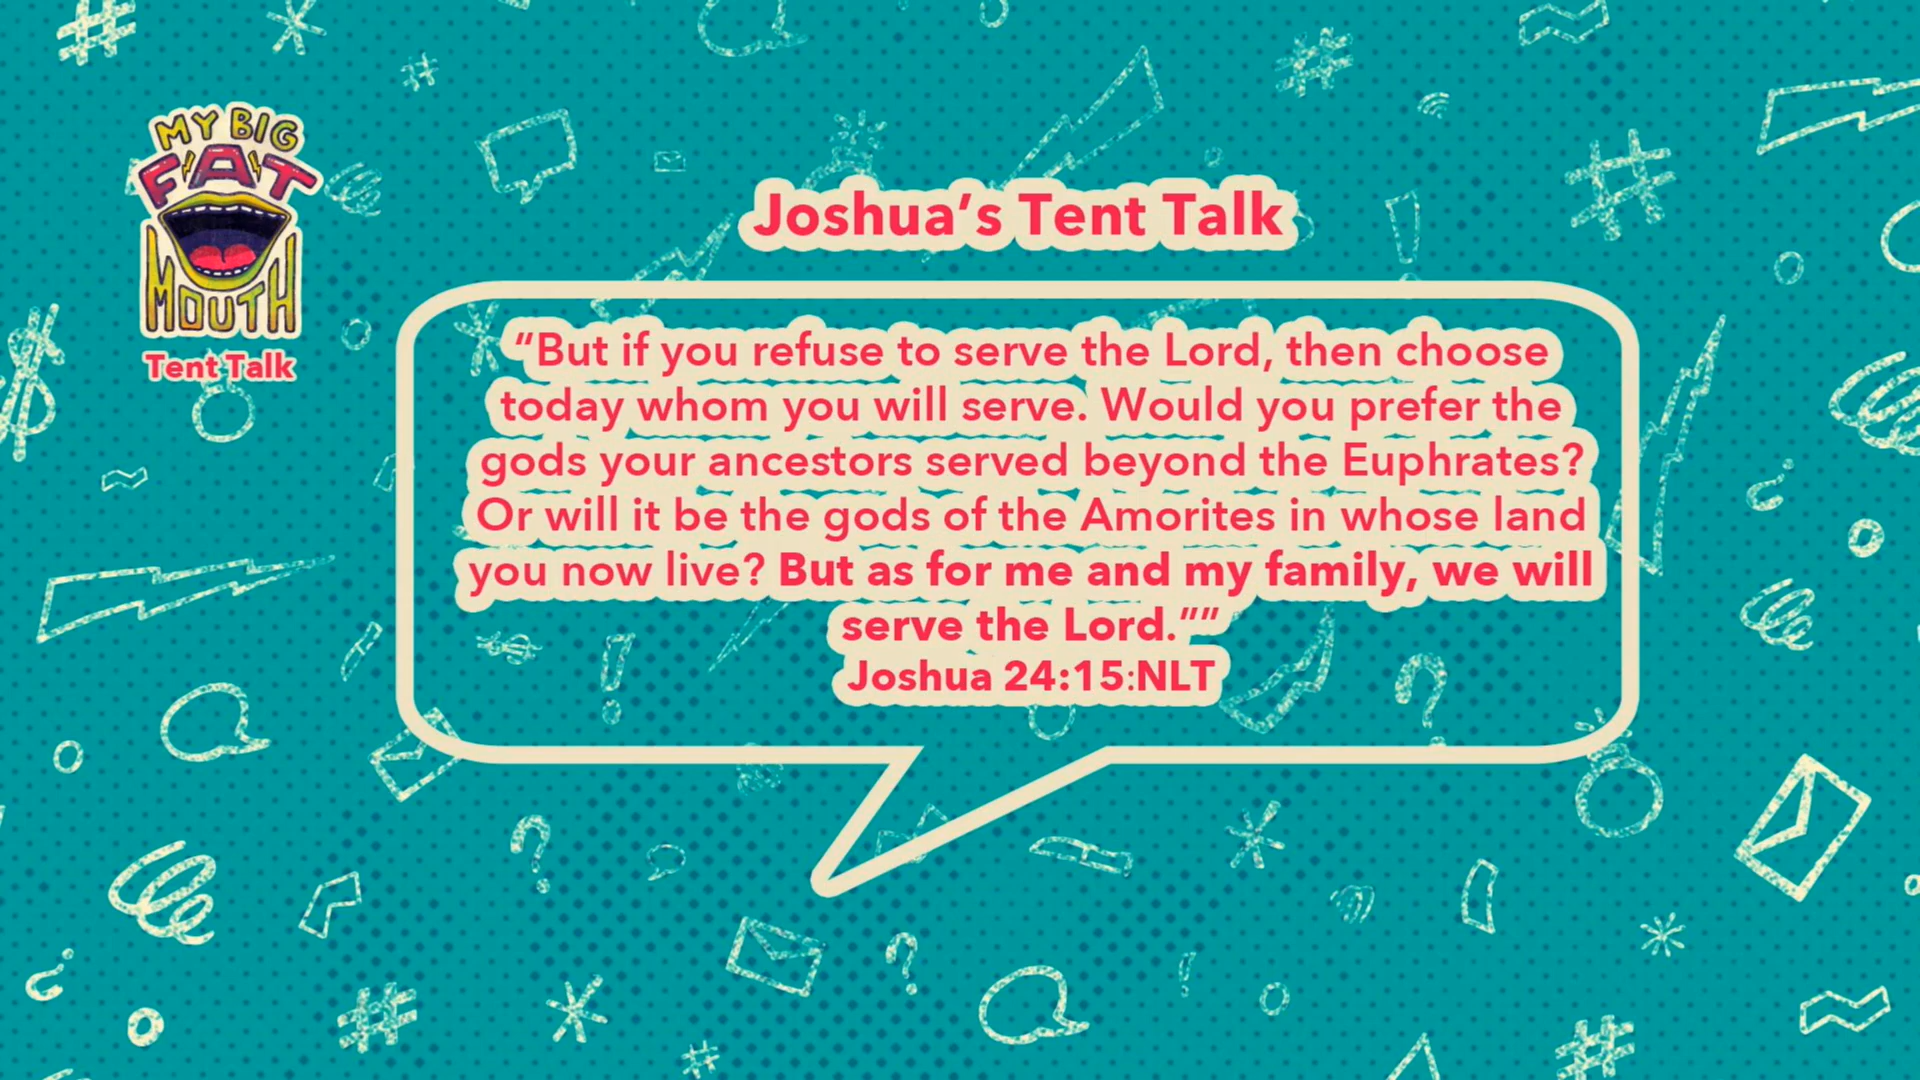 MY BIG
FAT
MOUTH
Tent Talk
Joshua’s Tent Talk
“But if you refuse to serve the Lord, then choose
today whom you will serve. Would you prefer the
gods your ancestors served beyond the Euphrates?
Or will it be the gods of the Amorites in whose land
you now live? But as for me and my family, we will
serve the Lord.””
Joshua 24:15:NLT